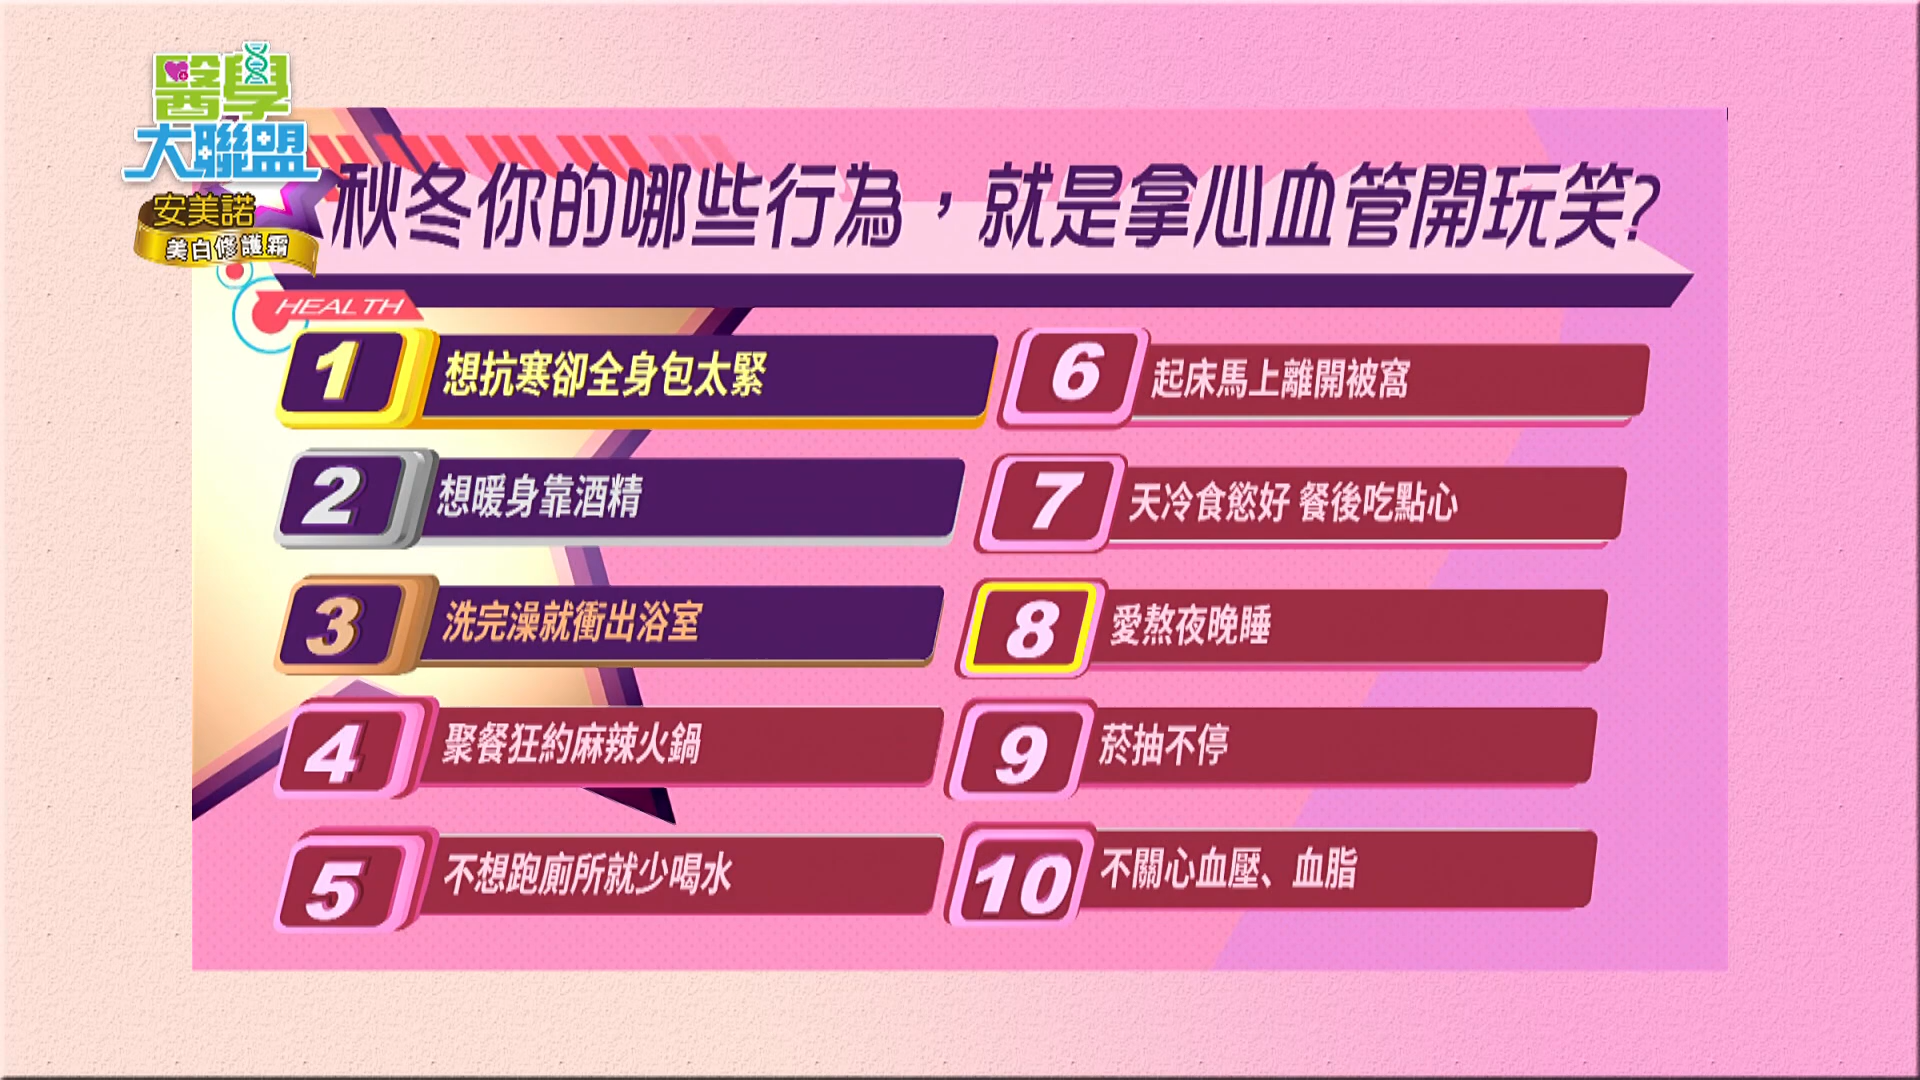 醫學
大聯盟
安美諾
美白修護霜
秋冬你的哪些行為，就是拿心血管開玩笑?
HEALTH
1 想抗寒卻全身包太緊
2 想暖身靠酒精
3 洗完澡就衝出浴室
4 聚餐狂約麻辣火鍋
5 不想跑廁所就少喝水
6 起床馬上離開被窩
7 天冷食慾好 餐後吃點心
8 愛熬夜晚睡
9 菸抽不停
10 不關心血壓、血脂